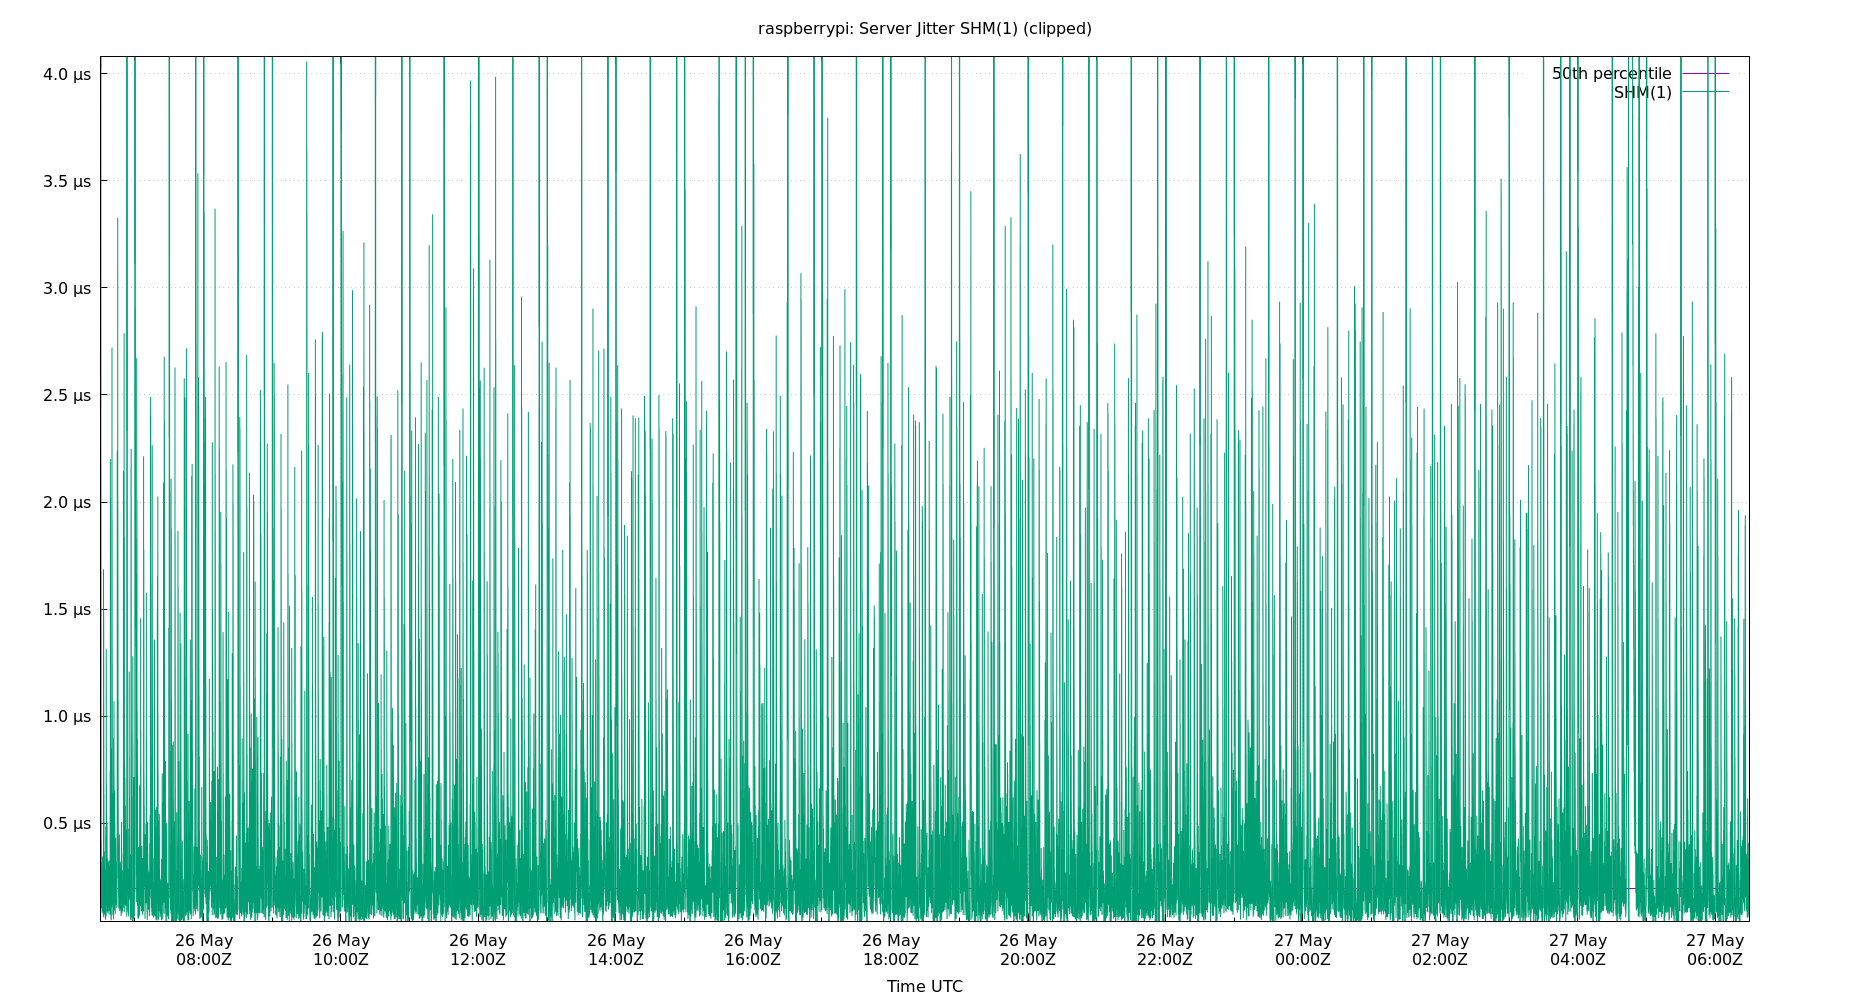 raspberrypi: Server Jitter SHM(1) (clipped)
4.0 µs
3.5 µs
3.0 µs
2.5 µs
2.0 µs
1.5 µs
1.0 µs
0.5 µs
50th percentile
SHM(1)
26 May 26 May 26 May 26 May 26 May 26 May 26 May 26 May 27 May 27 May 27 May 27 May
08:00Z 10:00Z 12:00Z 14:00Z 16:00Z 18:00Z 20:00Z 22:00Z 00:00Z 02:00Z 04:00Z 06:00Z
Time UTC